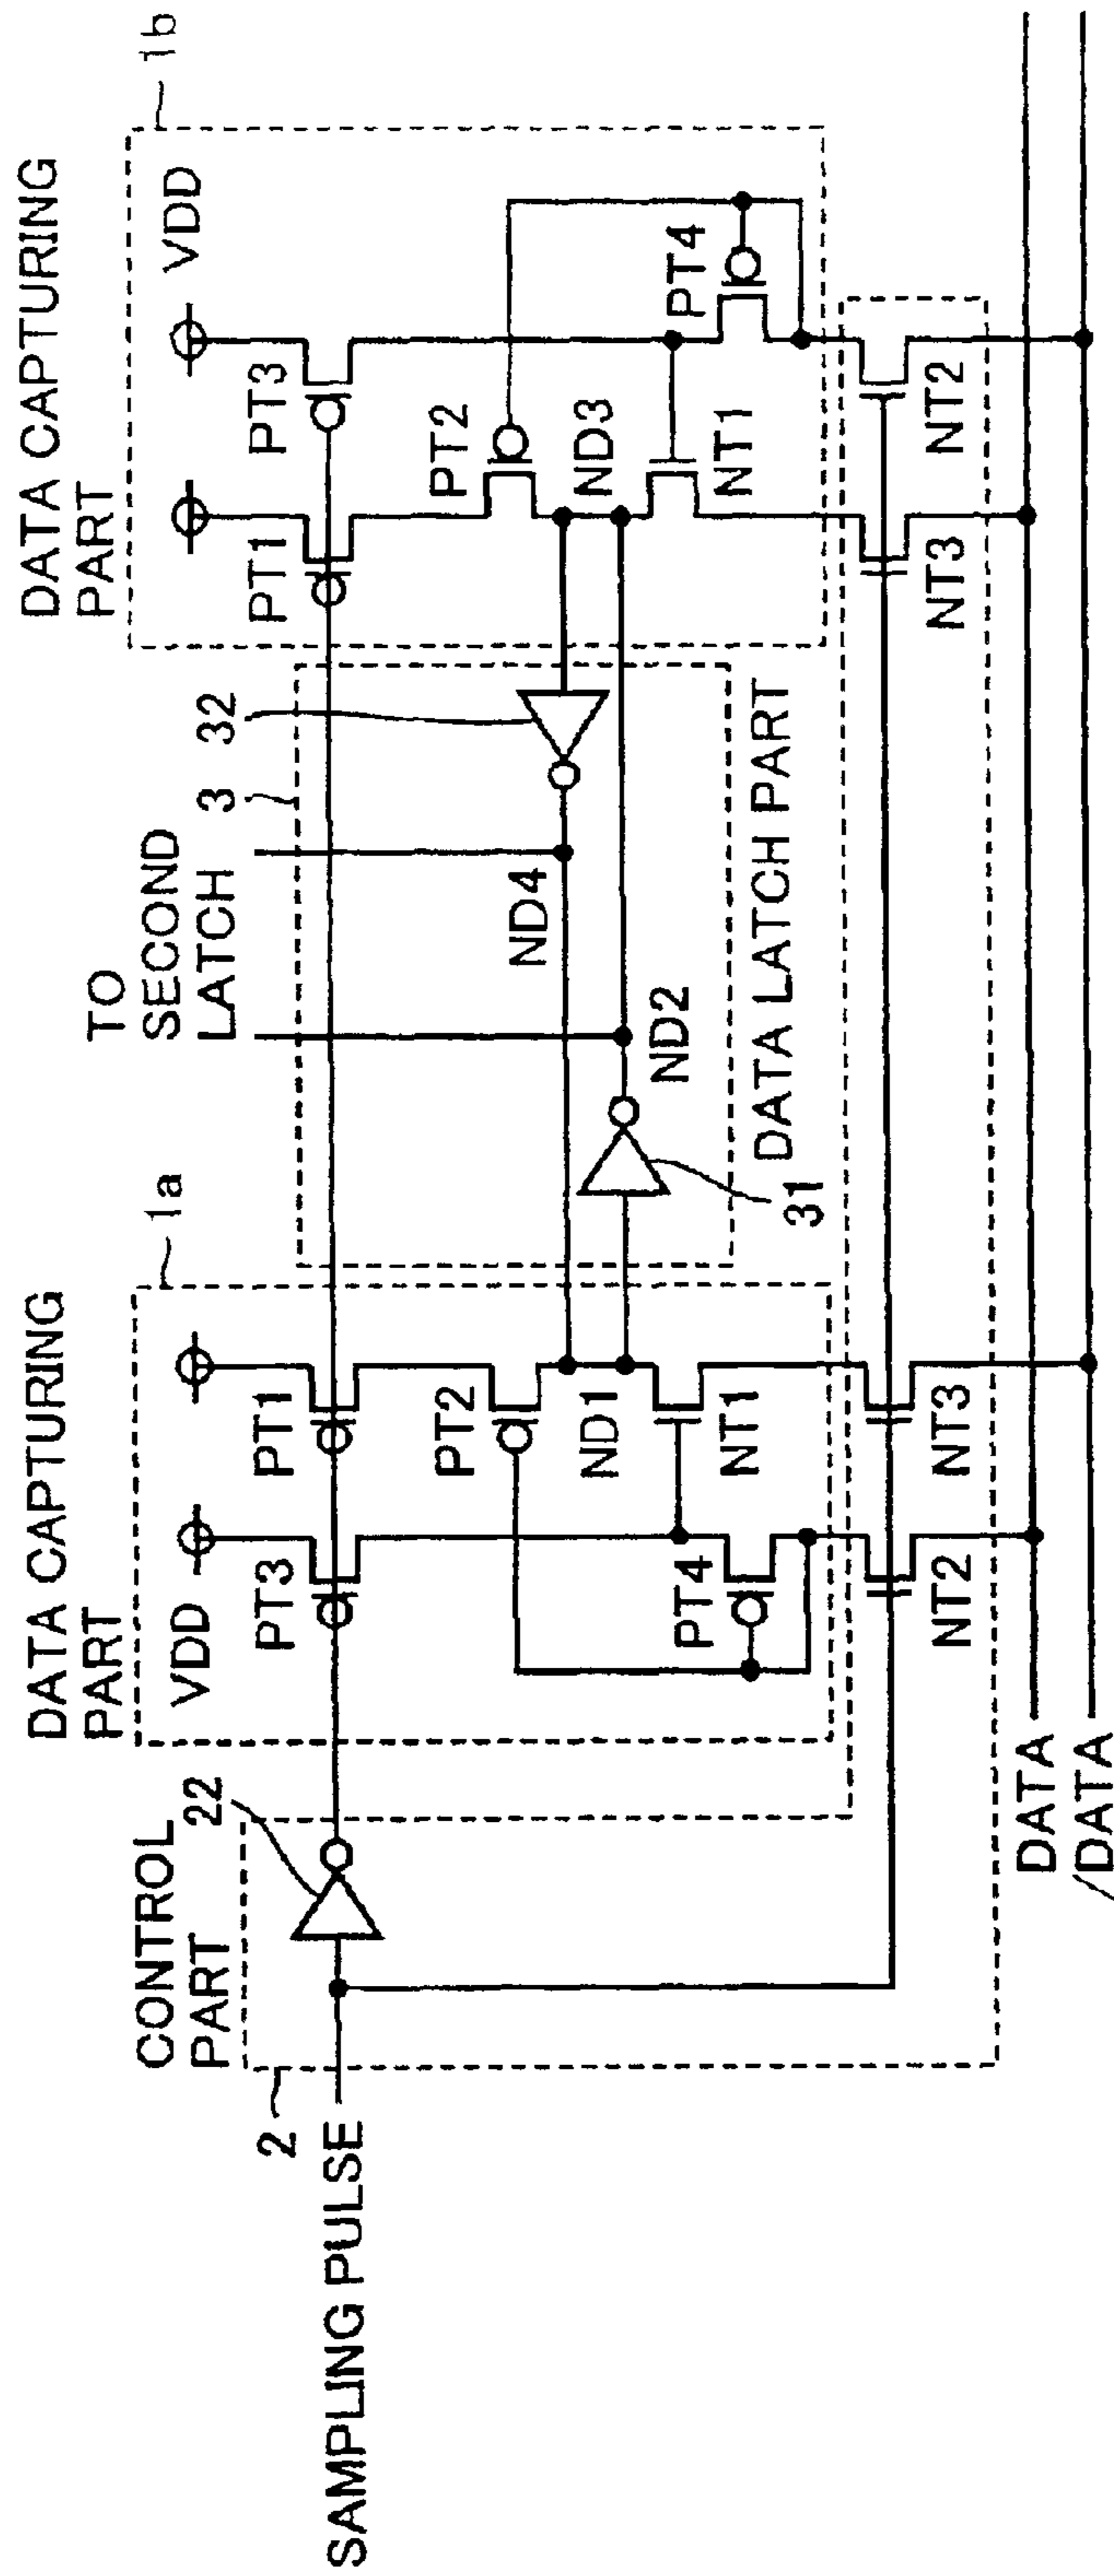 SAMPLING PULSE
2
CONTROL
PART
22
DATA CAPTURING
PART
1a
VDD
PT3
PT1
PT2
ND1
PT4
NT1
NT2
NT3
TO
SECOND
LATCH
3
32
ND4
ND2
31
DATA LATCH PART
DATA CAPTURING
PART
1b
VDD
PT1
PT3
PT2
ND3
PT4
NT1
NT3
NT2
DATA
/DATA